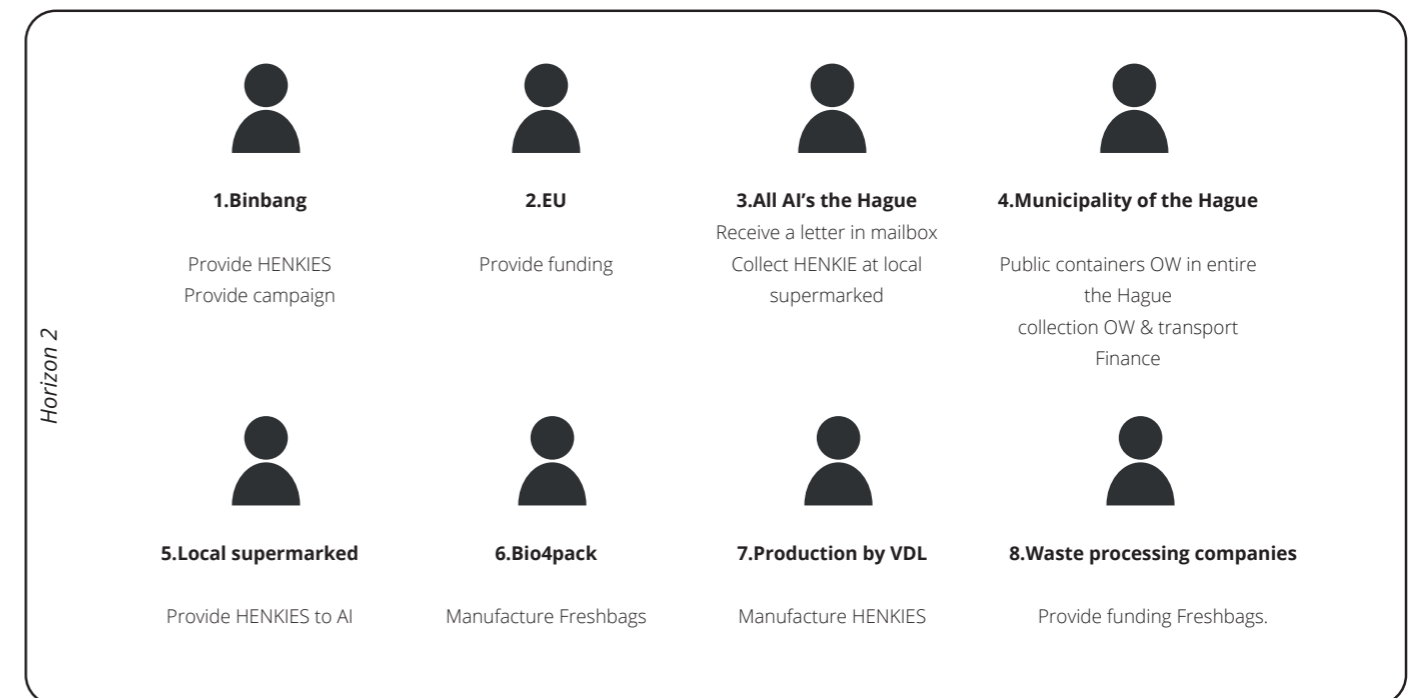 Horizon 2
1.Binbang
Provide HENKIES
Provide campaign
2.EU
Provide funding
3.All AI’s the Hague
Receive a letter in mailbox
Collect HENKIE at local
supermarked
4.Municipality of the Hague
Public containers OW in entire
the Hague
collection OW & transport
Finance
5.Local supermarked
Provide HENKIES to AI
6.Bio4pack
Manufacture Freshbags
7.Production by VDL
Manufacture HENKIES
8.Waste processing companies
Provide funding Freshbags.